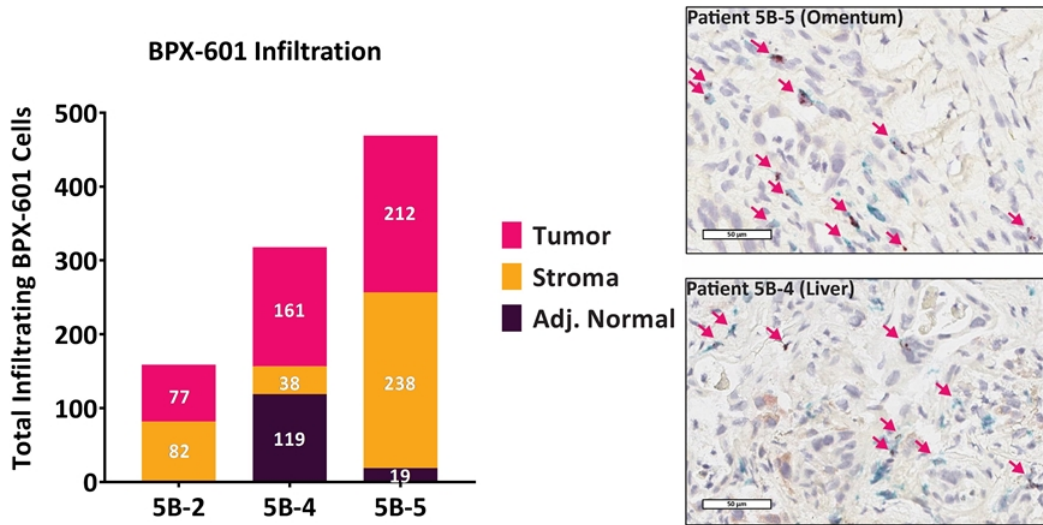 BPX-601 Infiltration
Total Infiltrating BPX-601 Cells
500
400
300
200
100
0
77
82
161
38
119
212
238
19
5B-2
5B-4
5B-5
Tumor
Stroma
Adj. Normal
Patient 5B-5 (Omentum)
50 µm
Patient 5B-4 (Liver)
50 µm